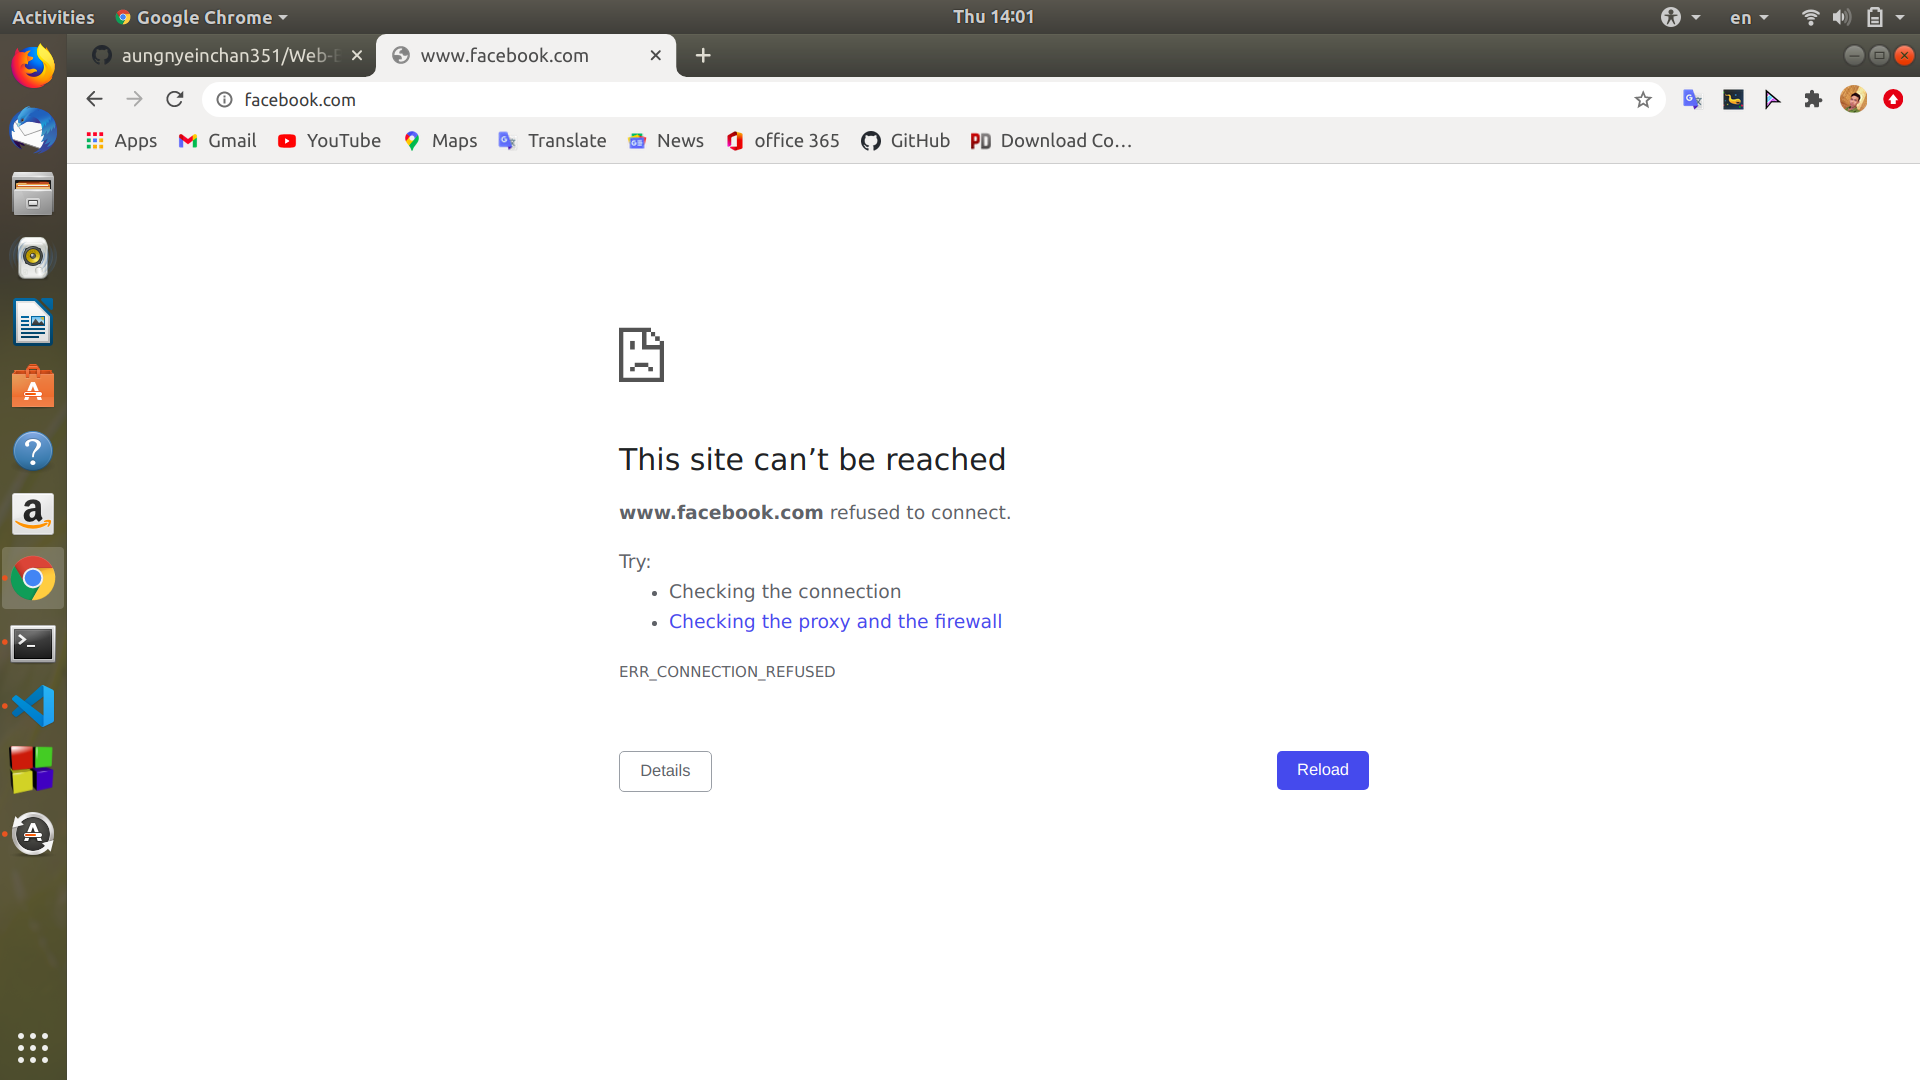 Activities
Google Chrome
Thu 14:01
en
aungnyeinchan351/Web-
www.facebook.com
facebook.com
Apps
Gmail
YouTube
Maps
Translate
News
office 365
GitHub
Download Co…
This site can’t be reached
www.facebook.com refused to connect.
Try:
• Checking the connection
• Checking the proxy and the firewall
ERR_CONNECTION_REFUSED
Details
Reload